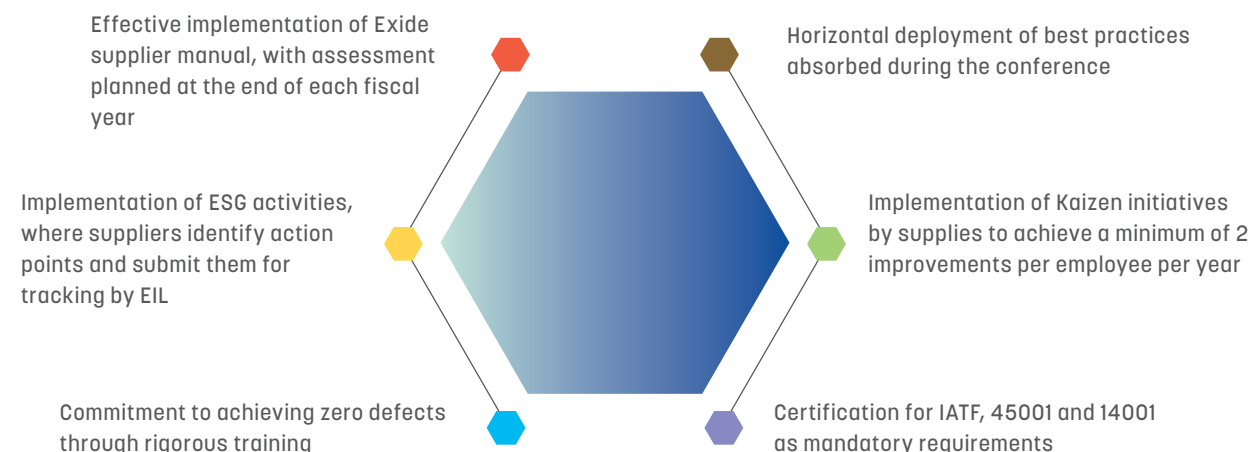 Effective implementation of Exide
supplier manual, with assessment
planned at the end of each fiscal
year
Horizontal deployment of best practices
absorbed during the conference
Implementation of ESG activities,
where suppliers identify action
points and submit them for
tracking by EIL
Implementation of Kaizen initiatives
by supplies to achieve a minimum of 2
improvements per employee per year
Commitment to achieving zero defects
through rigorous training
Certification for IATF, 45001 and 14001
as mandatory requirements